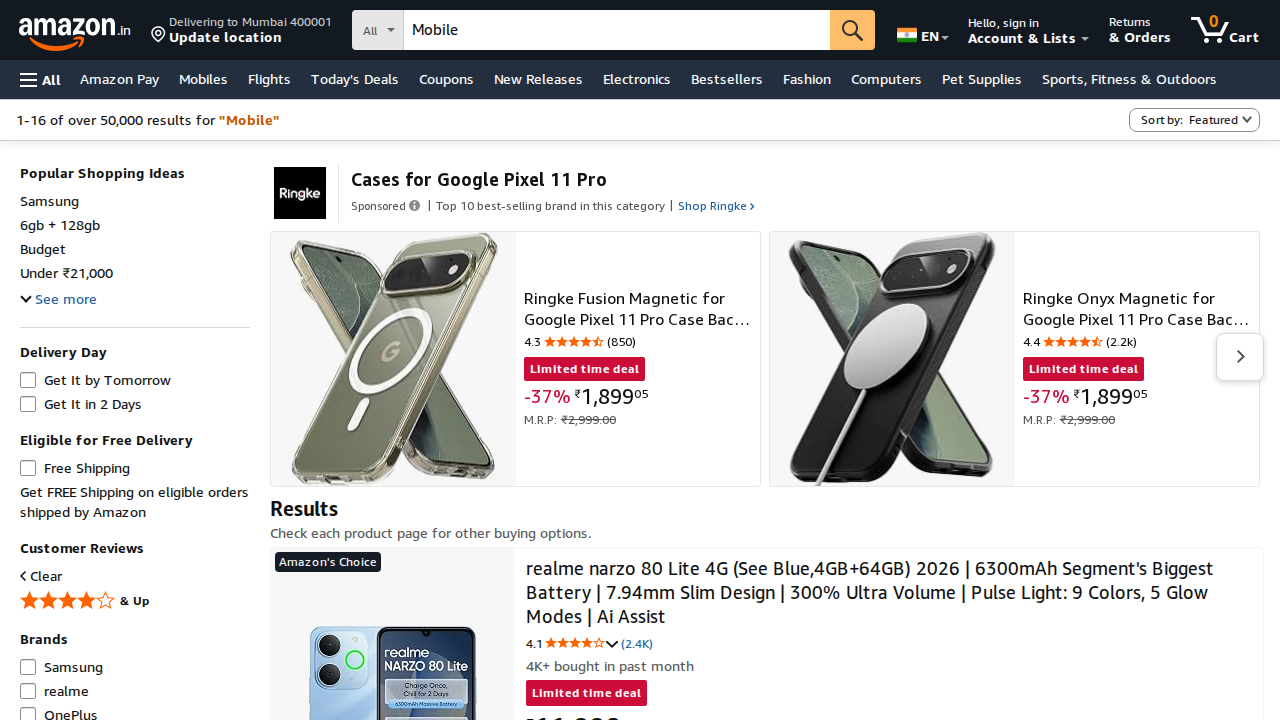 amazon.in
Delivering to Mumbai 400001
Update location
All
Mobile
EN
Hello, sign in
Account & Lists
Returns
& Orders
0
Cart
All
Amazon Pay
Mobiles
Flights
Today's Deals
Coupons
New Releases
Electronics
Bestsellers
Fashion
Computers
Pet Supplies
Sports, Fitness & Outdoors
1-16 of over 50,000 results for "Mobile"
Sort by: Featured
Popular Shopping Ideas
Samsung
6gb + 128gb
Budget
Under ₹21,000
See more
Delivery Day
Get It by Tomorrow
Get It in 2 Days
Eligible for Free Delivery
Free Shipping
Get FREE Shipping on eligible orders
shipped by Amazon
Customer Reviews
Clear
& Up
Brands
Samsung
realme
OnePlus
Ringke
Cases for Google Pixel 11 Pro
Sponsored | Top 10 best-selling brand in this category | Shop Ringke
Ringke Fusion Magnetic for
Google Pixel 11 Pro Case Bac…
4.3 (850)
Limited time deal
-37% ₹1,89905
M.R.P: ₹2,999.00
Ringke Onyx Magnetic for
Google Pixel 11 Pro Case Bac…
4.4 (2.2k)
Limited time deal
-37% ₹1,89905
M.R.P: ₹2,999.00
Results
Check each product page for other buying options.
Amazon's Choice
realme
NARZO 80 Lite
Charge Once,
Chill for 2 Days
6300mAh Massive Battery
realme narzo 80 Lite 4G (See Blue,4GB+64GB) 2026 | 6300mAh Segment's Biggest
Battery | 7.94mm Slim Design | 300% Ultra Volume | Pulse Light: 9 Colors, 5 Glow
Modes | Ai Assist
4.1 (2.4K)
4K+ bought in past month
Limited time deal